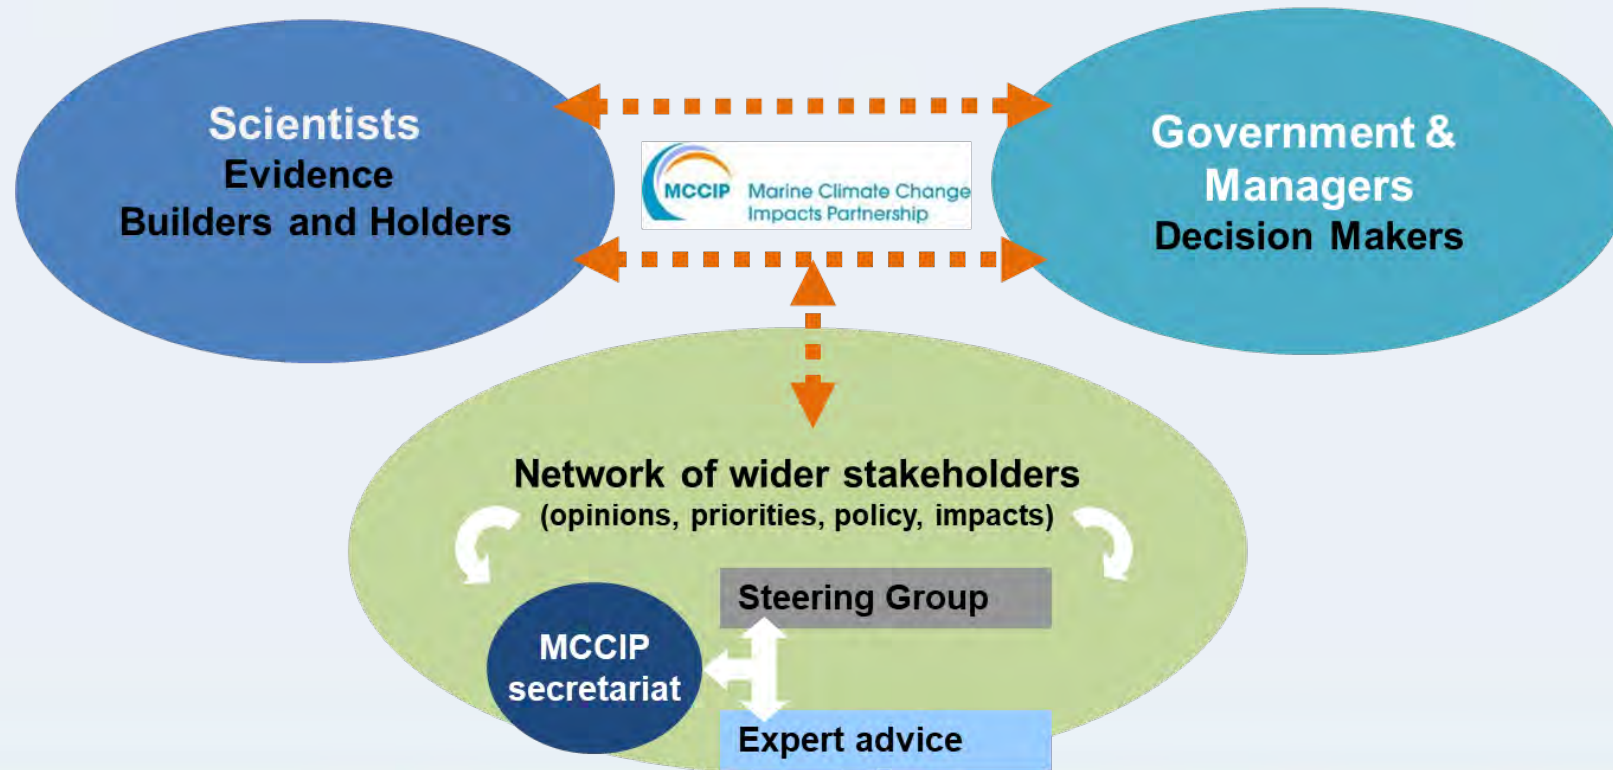 Scientists
Evidence
Builders and Holders
MCCIP
Marine Climate Change
Impacts Partnership
Government &
Managers
Decision Makers
Network of wider stakeholders
(opinions, priorities, policy, impacts)
Steering Group
MCCIP
secretariat
Expert advice